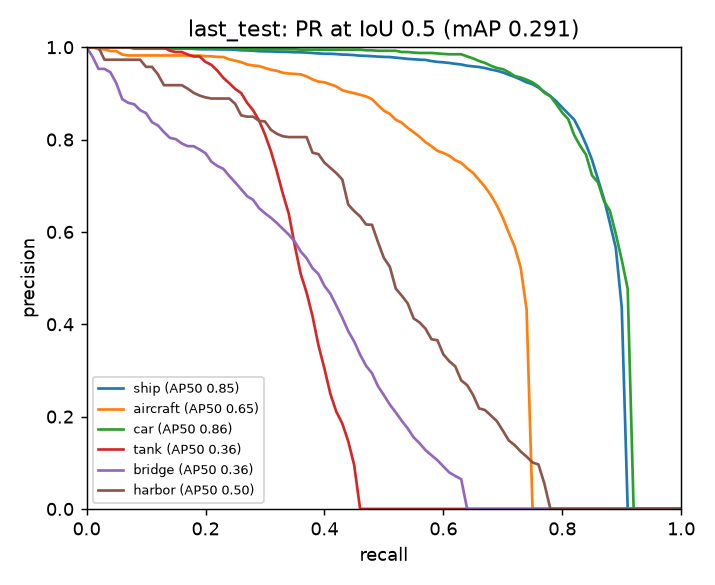 last_test: PR at IoU 0.5 (mAP 0.291)
precision
1.0
0.8
0.6
0.4
0.2
0.0
ship (AP50 0.85)
aircraft (AP50 0.65)
car (AP50 0.86)
tank (AP50 0.36)
bridge (AP50 0.36)
harbor (AP50 0.50)
0.0 0.2 0.4 0.6 0.8 1.0
recall